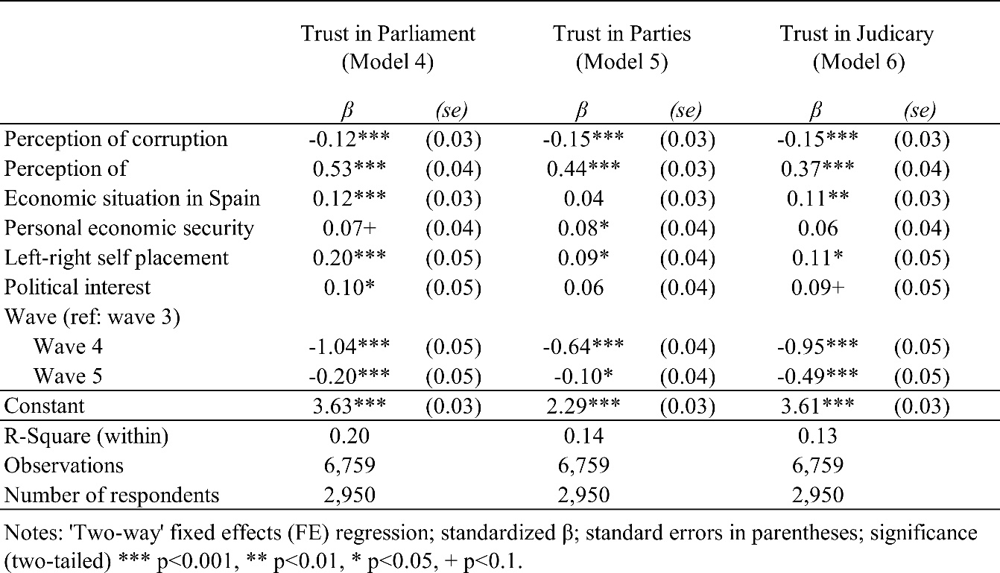 Trust in Parliament Trust in Parties Trust in Judicary
(Model 4) (Model 5) (Model 6)
β (se) β (se) β (se)
Perception of corruption -0.12*** (0.03) -0.15*** (0.03) -0.15*** (0.03)
Perception of 0.53*** (0.04) 0.44*** (0.03) 0.37*** (0.04)
Economic situation in Spain 0.12*** (0.03) 0.04 (0.03) 0.11** (0.03)
Personal economic security 0.07+ (0.04) 0.08* (0.04) 0.06 (0.04)
Left-right self placement 0.20*** (0.05) 0.09* (0.04) 0.11* (0.05)
Political interest 0.10* (0.05) 0.06 (0.04) 0.09+ (0.05)
Wave (ref: wave 3)
Wave 4 -1.04*** (0.05) -0.64*** (0.04) -0.95*** (0.05)
Wave 5 -0.20*** (0.05) -0.10* (0.04) -0.49*** (0.05)
Constant 3.63*** (0.03) 2.29*** (0.03) 3.61*** (0.03)
R-Square (within) 0.20 0.14 0.13
Observations 6,759 6,759 6,759
Number of respondents 2,950 2,950 2,950
Notes: 'Two-way' fixed effects (FE) regression; standardized β; standard errors in parentheses; significance
(two-tailed) *** p<0.001, ** p<0.01, * p<0.05, + p<0.1.